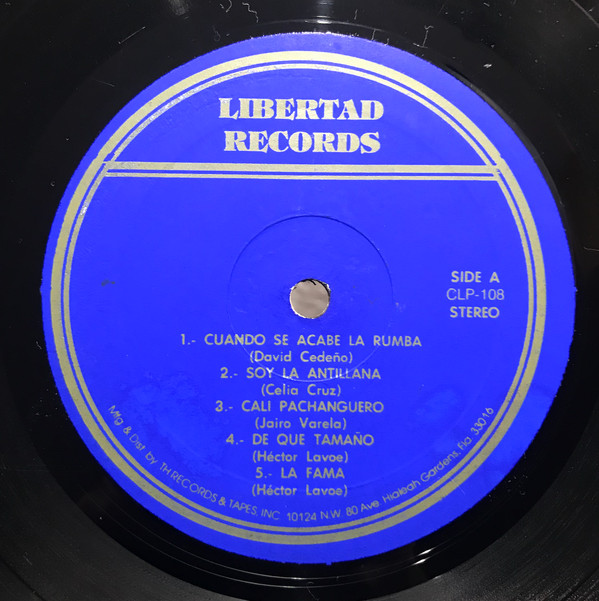 LIBERTAD
RECORDS
SIDE A
CLP-108
STEREO
1.- CUANDO SE ACABE LA RUMBA
(David Cedeño)
2.- SOY LA ANTILLANA
(Celia Cruz)
3.- CALI PACHANGUERO
(Jairo Varela)
4.- DE QUE TAMAÑO
(Héctor Lavoe)
5.- LA FAMA
(Héctor Lavoe)
Mfg. & Dist. by TH RECORDS & TAPES, INC 10124 N.W. 80 Ave Hialeah Gardens, Fla 33016